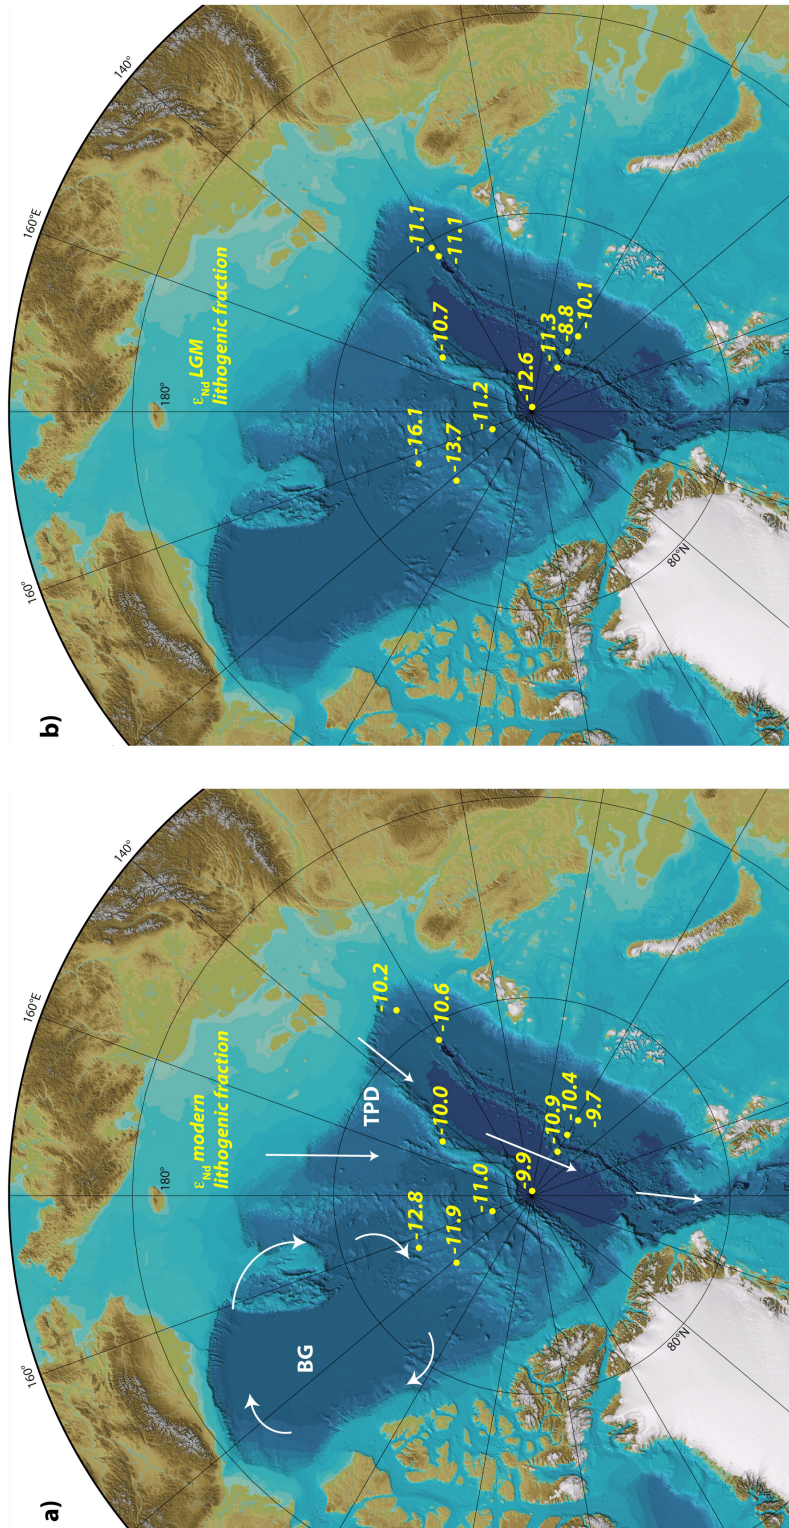 a)
160°
180°
160°E
140°
ε Nd modern
lithogenic fraction
BG
TPD
-10.2
-10.6
-10.0
-12.8
-11.9
-11.0
-9.9
-10.9
-10.4
-9.7
80°N
b)
160°
180°
160°E
140°
ε Nd LGM
lithogenic fraction
-11.1
-11.1
-10.7
-16.1
-13.7
-11.2
-12.6
-11.3
-8.8
-10.1
80°N